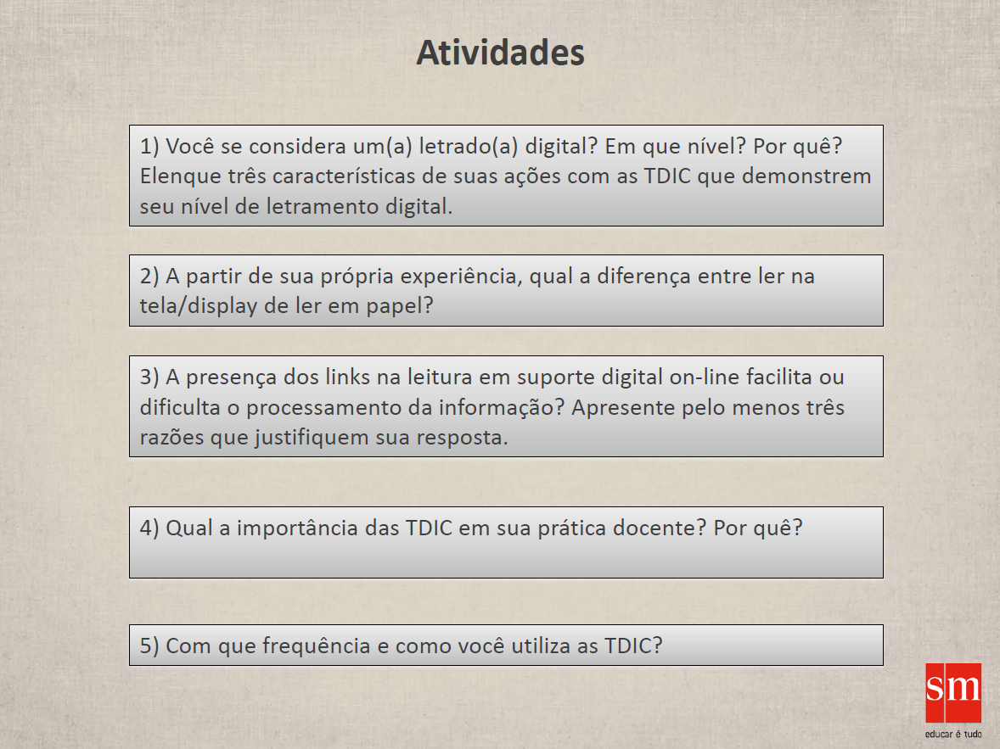 Atividades
1) Você se considera um(a) letrado(a) digital? Em que nível? Por quê?
Elenque três características de suas ações com as TDIC que demonstrem
seu nível de letramento digital.
2) A partir de sua própria experiência, qual a diferença entre ler na
tela/display de ler em papel?
3) A presença dos links na leitura em suporte digital on-line facilita ou
dificulta o processamento da informação? Apresente pelo menos três
razões que justifiquem sua resposta.
4) Qual a importância das TDIC em sua prática docente? Por quê?
5) Com que frequência e como você utiliza as TDIC?
sm
educar é tudo